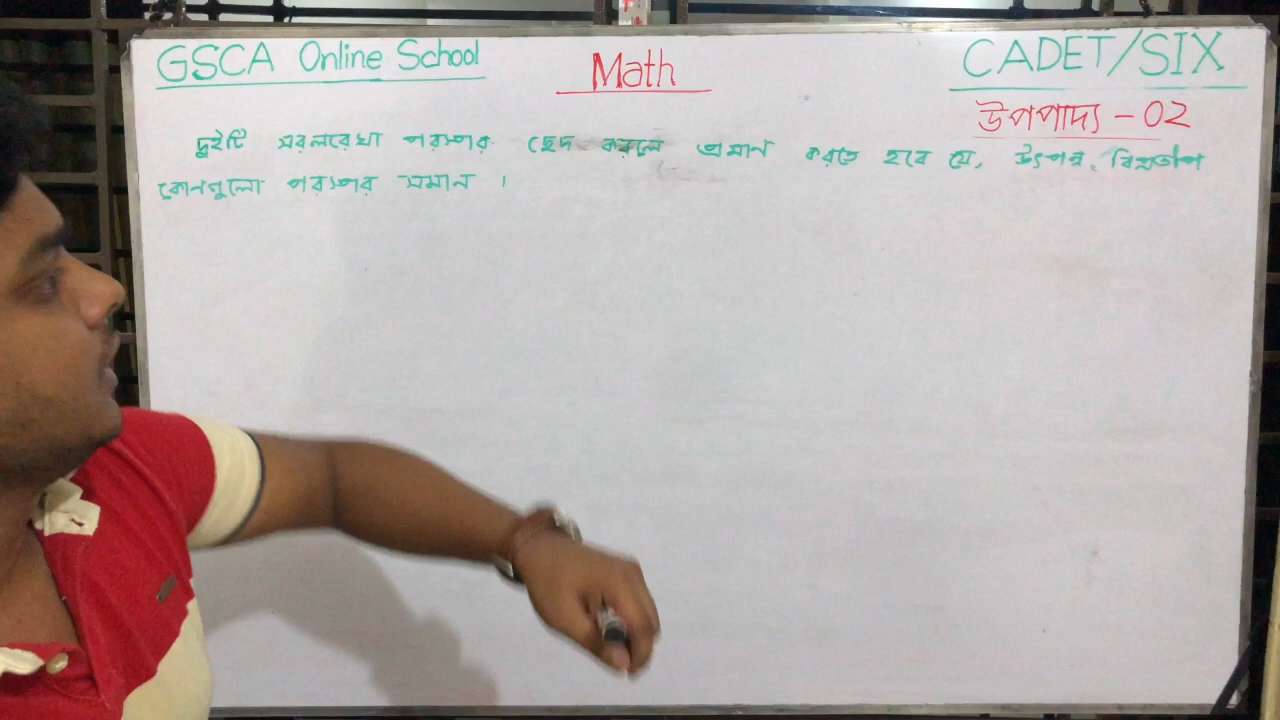 GSCA Online School
Math
CADET/SIX
উপপাদ্য - 02
দুইটি সরলরেখা পরস্পর ছেদ করলে প্রমান করতে হবে যে, উৎপন্ন বিপ্রতীপ
কোনগুলো পরস্পর সমান ।